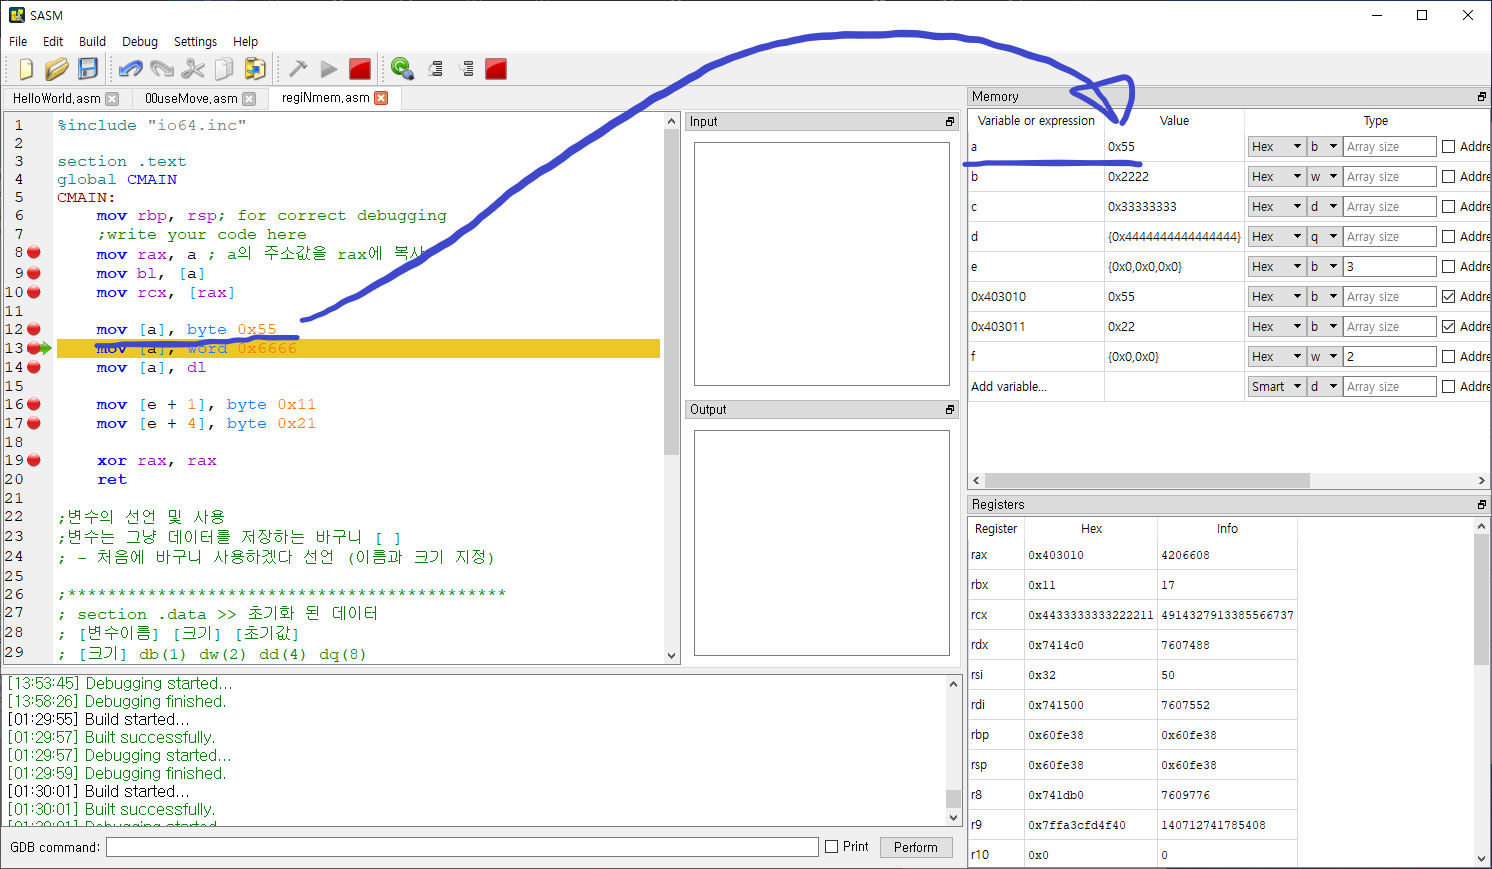 SASM
File Edit Build Debug Settings Help
HelloWorld.asm 00useMove.asm regiNmem.asm
1 %include "io64.inc"
2
3 section .text
4 global CMAIN
5 CMAIN:
6 mov rbp, rsp; for correct debugging
7 ;write your code here
8 mov rax, a ; a의 주소값을 rax에 복사
9 mov bl, [a]
10 mov rcx, [rax]
11
12 mov [a], byte 0x55
13 mov [a], word 0x6666
14 mov [a], dl
15
16 mov [e + 1], byte 0x11
17 mov [e + 4], byte 0x21
18
19 xor rax, rax
20 ret
21
22 ;변수의 선언 및 사용
23 ;변수는 그냥 데이터를 저장하는 바구니 [ ]
24 ; - 처음에 바구니 사용하겠다 선언 (이름과 크기 지정)
25
26 ;********************************************
27 ; section .data >> 초기화 된 데이터
28 ; [변수이름] [크기] [초기값]
29 ; [크기] db(1) dw(2) dd(4) dq(8)
Input
Output
Memory
Variable or expression Value Type
a 0x55 Hex b Array size Addre
b 0x2222 Hex w Array size Addre
c 0x33333333 Hex d Array size Addre
d {0x4444444444444444} Hex q Array size Addre
e {0x0,0x0,0x0} Hex b 3 Addre
0x403010 0x55 Hex b Array size Addre
0x403011 0x22 Hex b Array size Addre
f {0x0,0x0} Hex w 2 Addre
Add variable... Smart d Array size Addre
Registers
Register Hex Info
rax 0x403010 4206608
rbx 0x11 17
rcx 0x4433333333222211 4914327913385566737
rdx 0x7414c0 7607488
rsi 0x32 50
rdi 0x741500 7607552
rbp 0x60fe38 0x60fe38
rsp 0x60fe38 0x60fe38
r8 0x741db0 7609776
r9 0x7ffa3cfd4f40 140712741785408
r10 0x0 0
[13:53:45] Debugging started...
[13:58:26] Debugging finished.
[01:29:55] Build started...
[01:29:57] Built successfully.
[01:29:57] Debugging started...
[01:29:59] Debugging finished.
[01:30:01] Build started...
[01:30:01] Built successfully.
GDB command: Print Perform